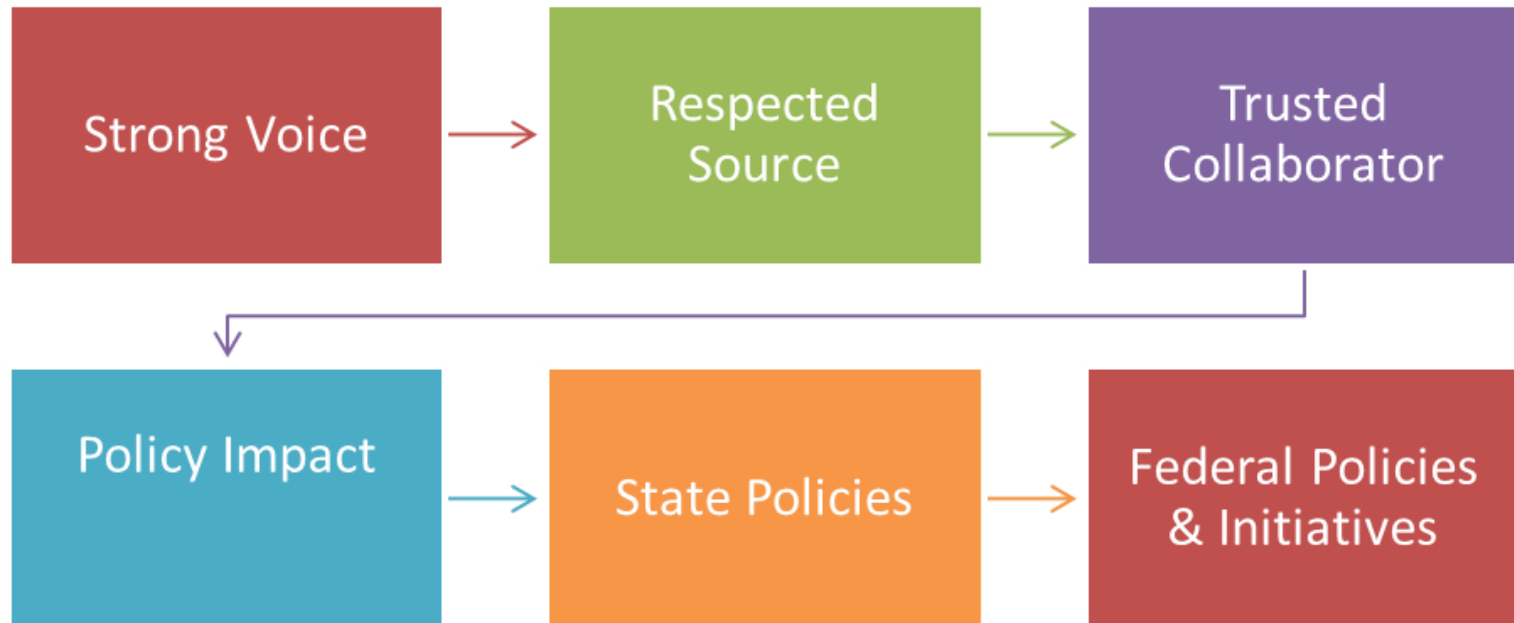 Strong Voice
Respected
Source
Trusted
Collaborator
Policy Impact
State Policies
Federal Policies
& Initiatives